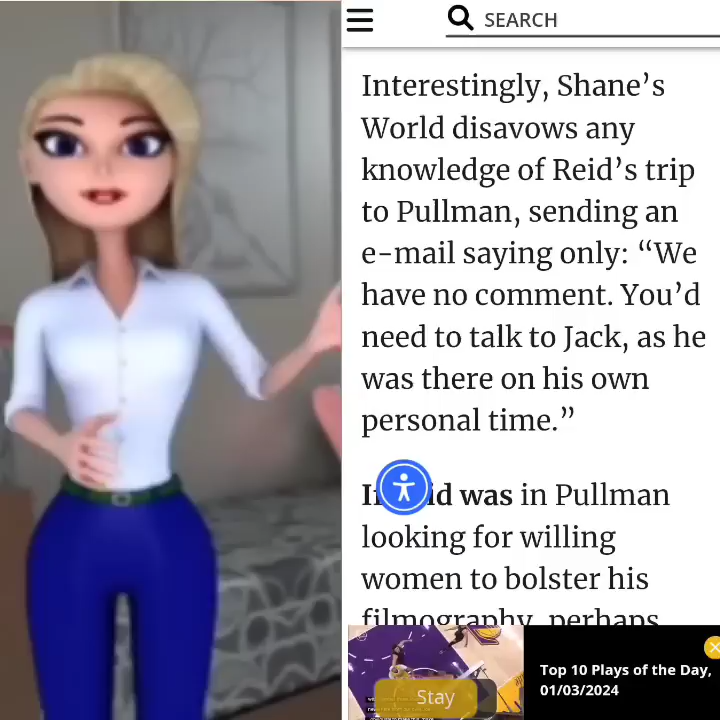 SEARCH
Interestingly, Shane’s
World disavows any
knowledge of Reid’s trip
to Pullman, sending an
e-mail saying only: “We
have no comment. You’d
need to talk to Jack, as he
was there on his own
personal time.”
was in Pullman
looking for willing
women to bolster his
filmography, perhaps
Top 10 Plays of the Day,
01/03/2024
Stay